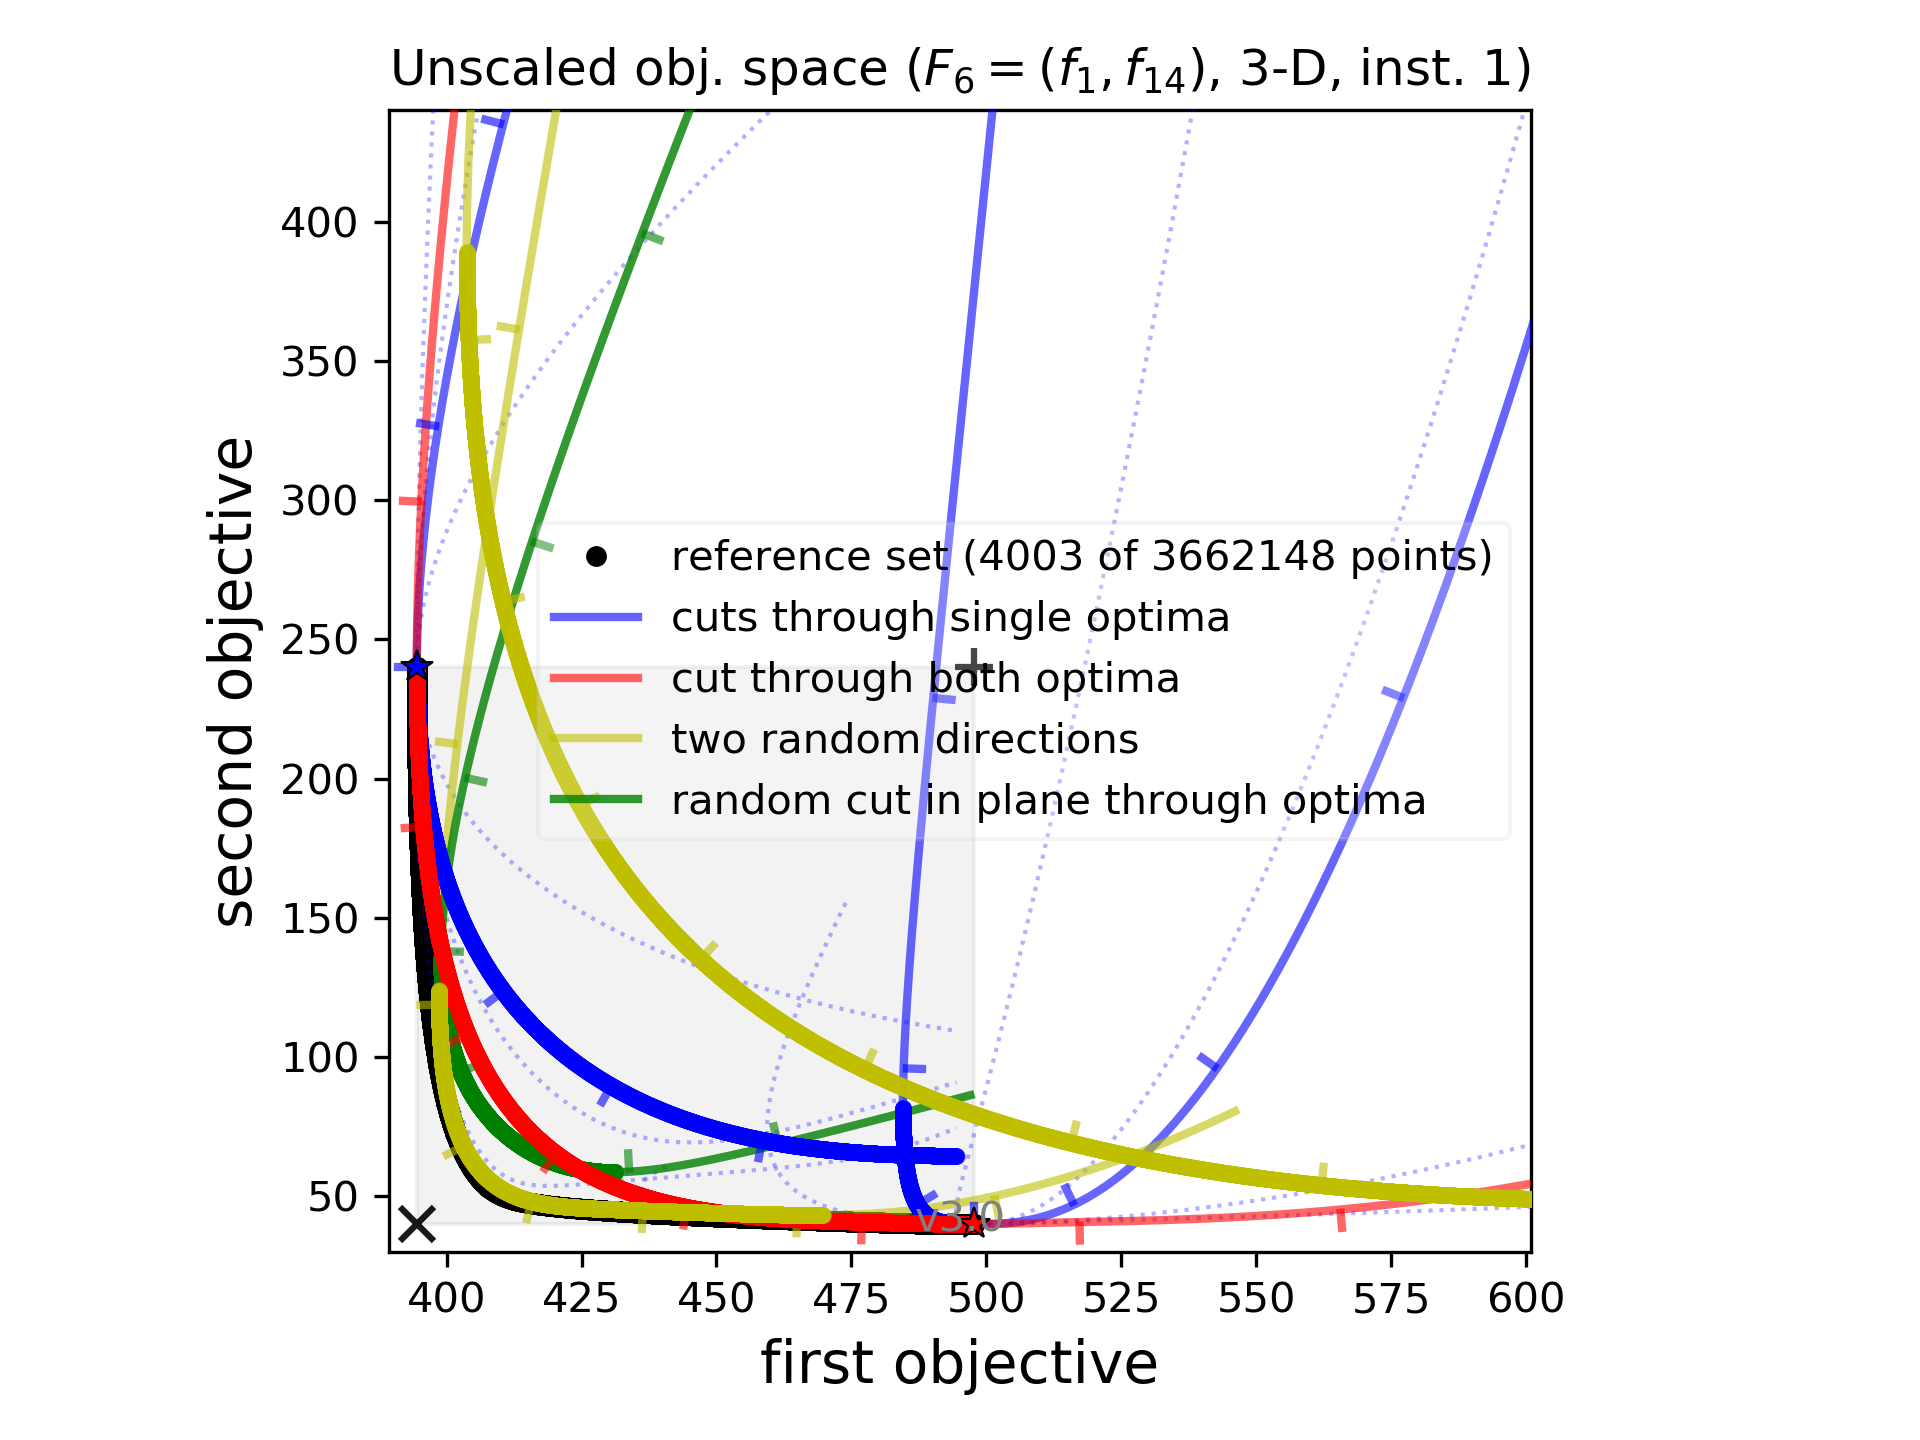 Unscaled obj. space (F₆ = (f₁, f₁₄), 3-D, inst. 1)
400
350
300
250
200
150
100
50
second objective
reference set (4003 of 3662148 points)
cuts through single optima
cut through both optima
two random directions
random cut in plane through optima
v3.0
400 425 450 475 500 525 550 575 600
first objective